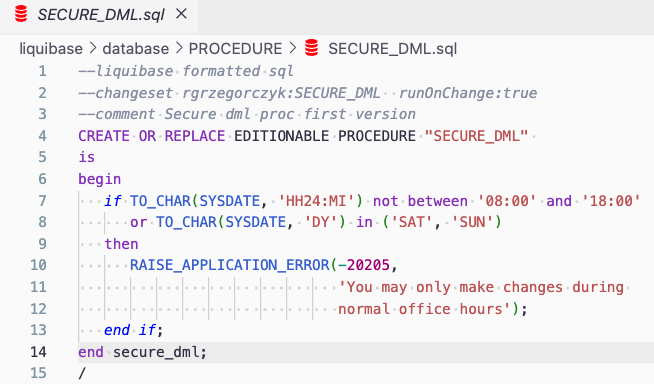 SECURE_DML.sql ×
liquibase > database > PROCEDURE > SECURE_DML.sql
1 --liquibase formatted sql
2 --changeset rgrzegorczyk:SECURE_DML  runOnChange:true
3 --comment Secure dml proc first version
4 CREATE OR REPLACE EDITIONABLE PROCEDURE "SECURE_DML"
5 is
6 begin
7    if TO_CHAR(SYSDATE, 'HH24:MI') not between '08:00' and '18:00'
8       or TO_CHAR(SYSDATE, 'DY') in ('SAT', 'SUN')
9    then
10       RAISE_APPLICATION_ERROR(-20205,
11                               'You may only make changes during
12                               normal office hours');
13    end if;
14 end secure_dml;
15 /